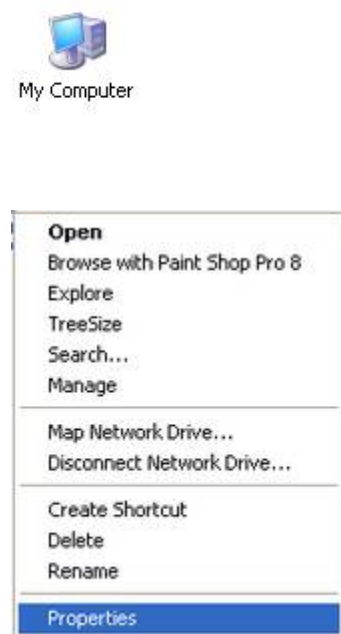 My Computer
Open
Browse with Paint Shop Pro 8
Explore
TreeSize
Search...
Manage
Map Network Drive...
Disconnect Network Drive...
Create Shortcut
Delete
Rename
Properties